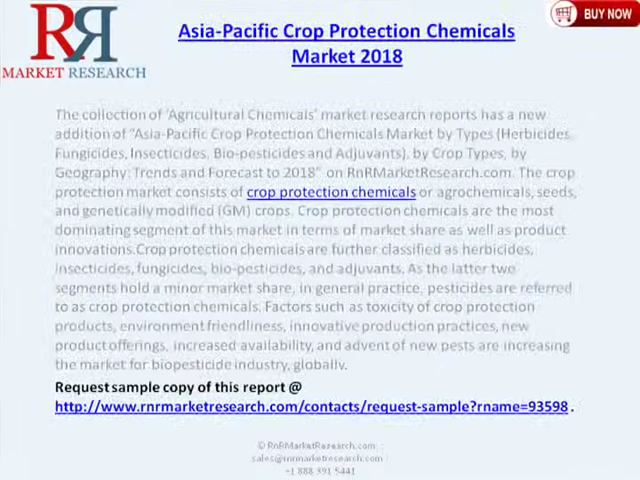 RR
MARKET RESEARCH
BUY NOW
Asia-Pacific Crop Protection Chemicals
Market 2018
The collection of 'Agricultural Chemicals' market research reports has a new
addition of “Asia-Pacific Crop Protection Chemicals Market by Types (Herbicides,
Fungicides, Insecticides, Bio-pesticides and Adjuvants), by Crop Types, by
Geography: Trends and Forecast to 2018” on RnRMarketResearch.com. The crop
protection market consists of crop protection chemicals or agrochemicals, seeds,
and genetically modified (GM) crops. Crop protection chemicals are the most
dominating segment of this market in terms of market share as well as product
innovations.Crop protection chemicals are further classified as herbicides,
insecticides, fungicides, bio-pesticides, and adjuvants. As the latter two
segments hold a minor market share, in general practice, pesticides are referred
to as crop protection chemicals. Factors such as toxicity of crop protection
products, environment friendliness, innovative production practices, new
product offerings, increased availability, and advent of new pests are increasing
the market for biopesticide industry, globally.
Request sample copy of this report @
http://www.rnrmarketresearch.com/contacts/request-sample?rname=93598 .
© RnRMarketResearch.com ;
sales@rnrmarketresearch.com ;
+1 888 391 5441